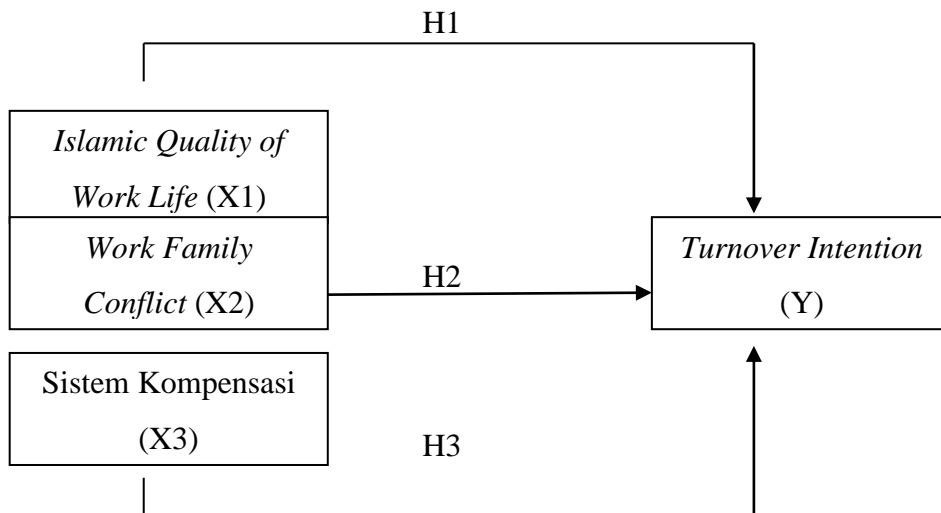 H1
Islamic Quality of
Work Life (X1)
Work Family
Conflict (X2)
H2
Turnover Intention
(Y)
Sistem Kompensasi
(X3)
H3